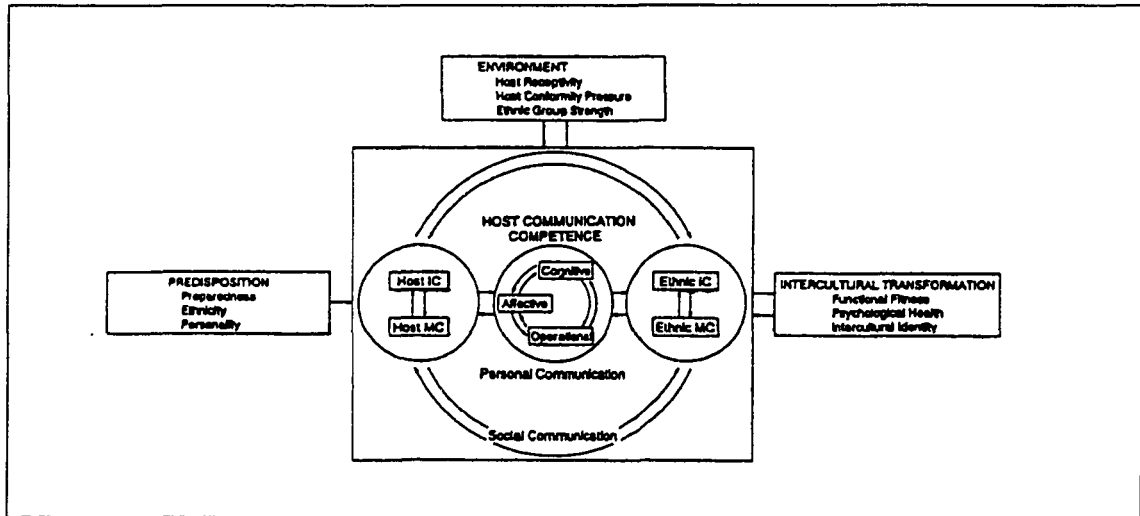 ENVIRONMENT
Host Receptivity
Host Conformity Pressure
Ethnic Group Strength
HOST COMMUNICATION
COMPETENCE
PREDISPOSITION
Preparedness
Ethnicity
Personality
Host IC
Host MC
Cognitive
Affective
Operational
Ethnic IC
Ethnic MC
INTERCULTURAL TRANSFORMATION
Functional Fitness
Psychological Health
Intercultural Identity
Personal Communication
Social Communication